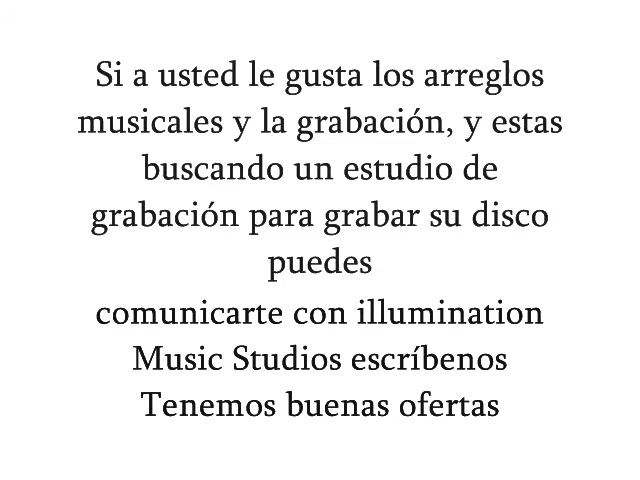 Si a usted le gusta los arreglos
musicales y la grabación, y estas
buscando un estudio de
grabación para grabar su disco
puedes
comunicarte con illumination
Music Studios escríbenos
Tenemos buenas ofertas